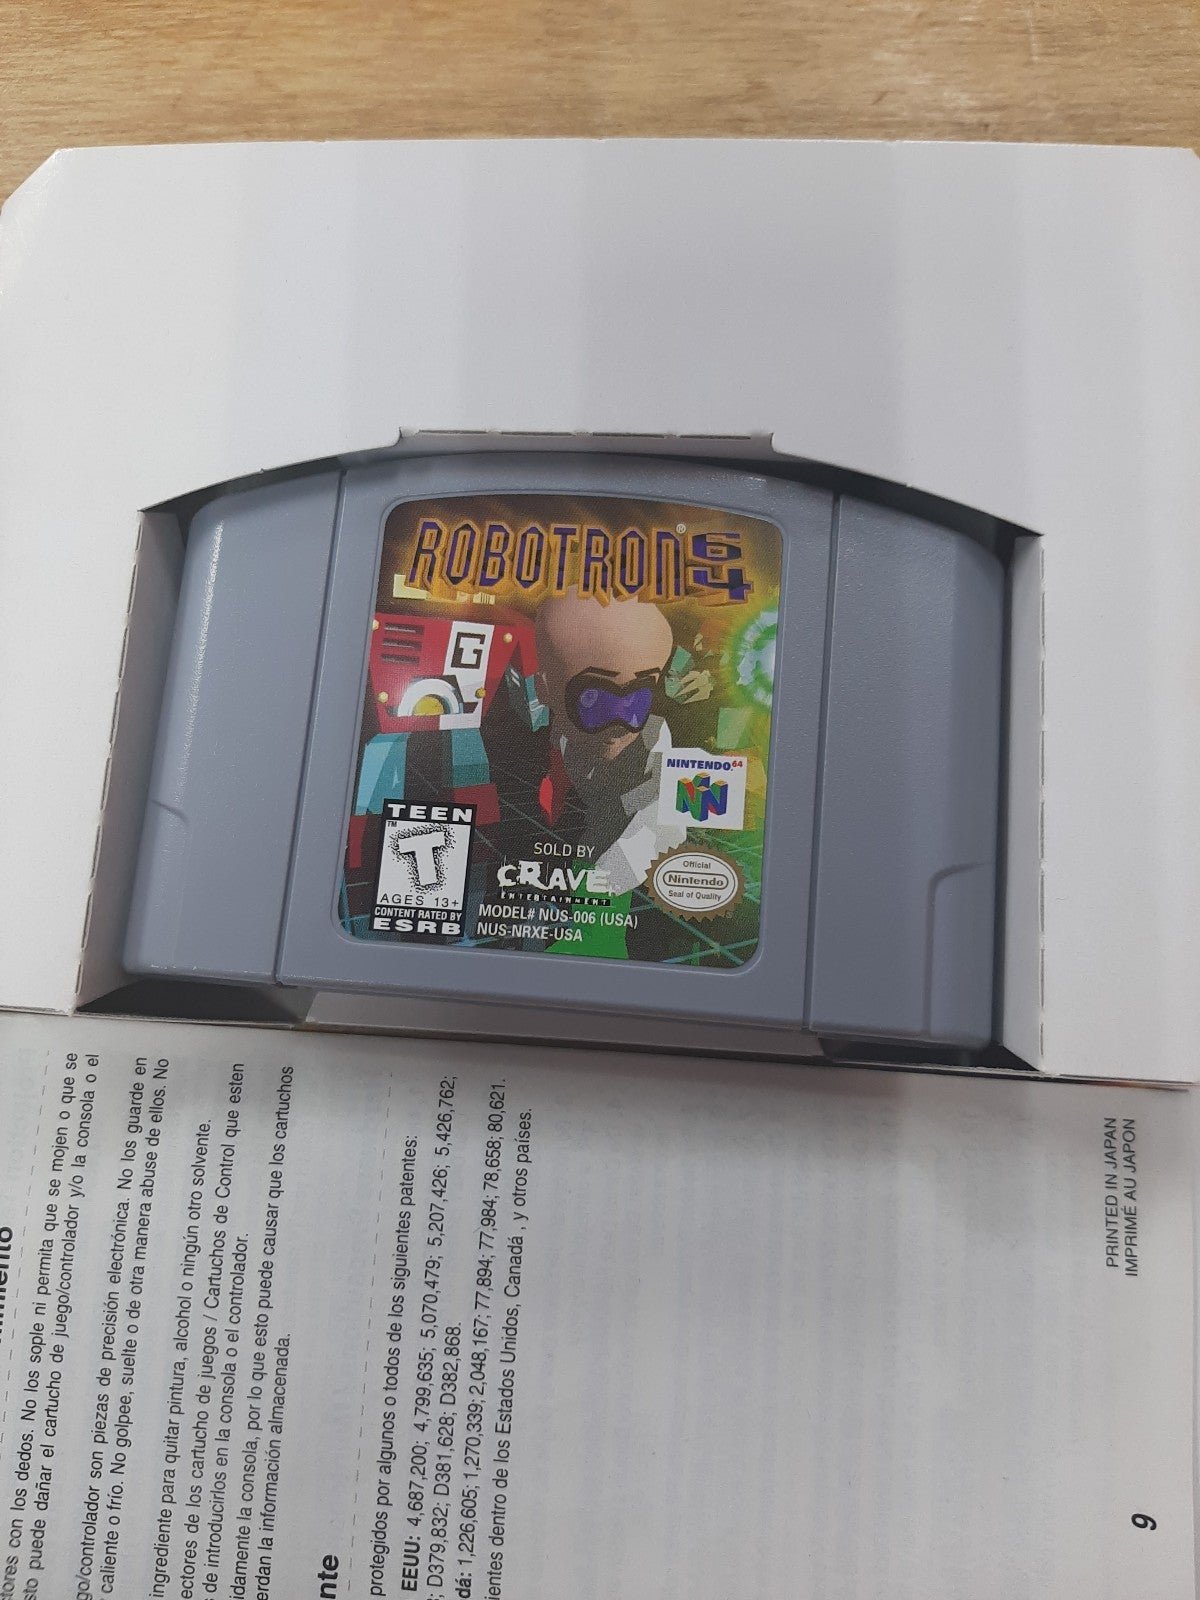 ROBOTRON® 64
G
NINTENDO 64
TEEN
TM
T
AGES 13+
CONTENT RATED BY
ESRB
SOLD BY
CRAVE
ENTERTAINMENT
MODEL# NUS-006 (USA)
NUS-NRXE-USA
Official
Nintendo
Seal of Quality
tores con los dedos. No los sople ni permita que se mojen o que se
sto puede dañar el cartucho de juego/controlador y/o la consola o el
go/controlador son piezas de precisión electrónica. No los guarde en
caliente o frío. No golpee, suelte o de otra manera abuse de ellos. No
ingrediente para quitar pintura, alcohol o ningún otro solvente.
ectores de los cartucho de juegos / Cartuchos de Control que esten
s de introducirlos en la consola o el controlador.
idamente la consola, por lo que esto puede causar que los cartuchos
erdan la información almacenada.
nte
protegidos por algunos o todos de los siguientes patentes:
EEUU: 4,687,200; 4,799,635; 5,070,479; 5,207,426; 5,426,762;
; D379,832; D381,628; D382,868.
dá: 1,226,605; 1,270,339; 2,048,167; 77,894; 77,984; 78,658; 80,621.
ientes dentro de los Estados Unidos, Canadá , y otros países.
PRINTED IN JAPAN
IMPRIMÉ AU JAPON
9